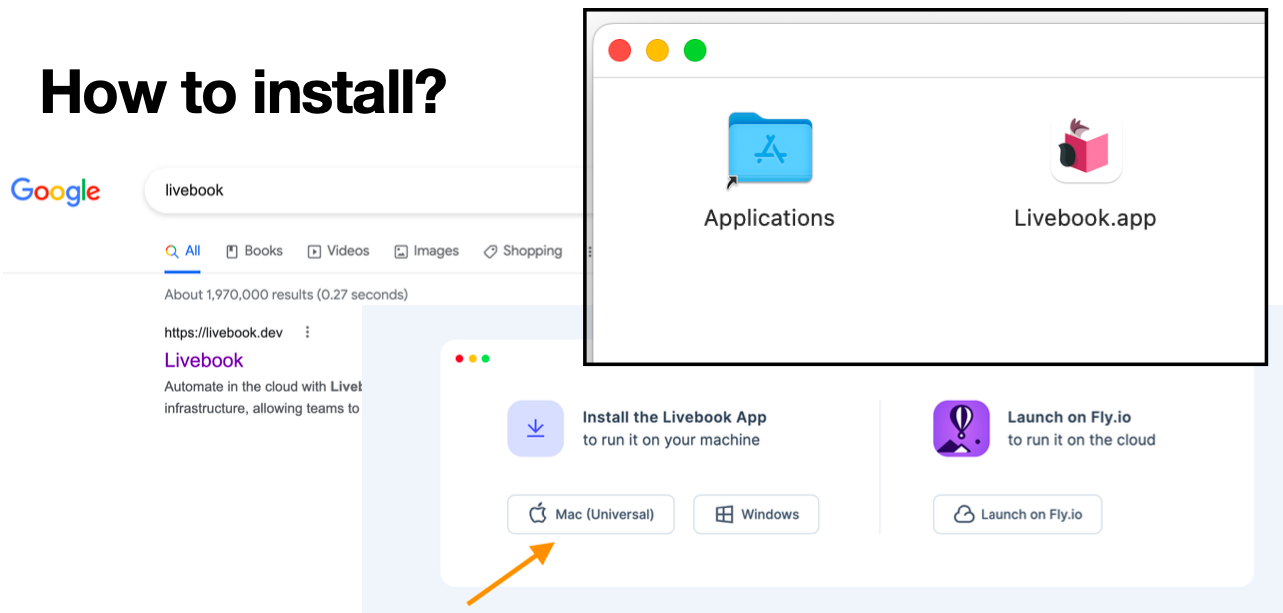 How to install?
Google
livebook
All Books Videos Images Shopping
About 1,970,000 results (0.27 seconds)
https://livebook.dev
Livebook
Automate in the cloud with
infrastructure, allowing teams to
Applications
Livebook.app
Install the Livebook App
to run it on your machine
Mac (Universal)
Windows
Launch on Fly.io
to run it on the cloud
Launch on Fly.io